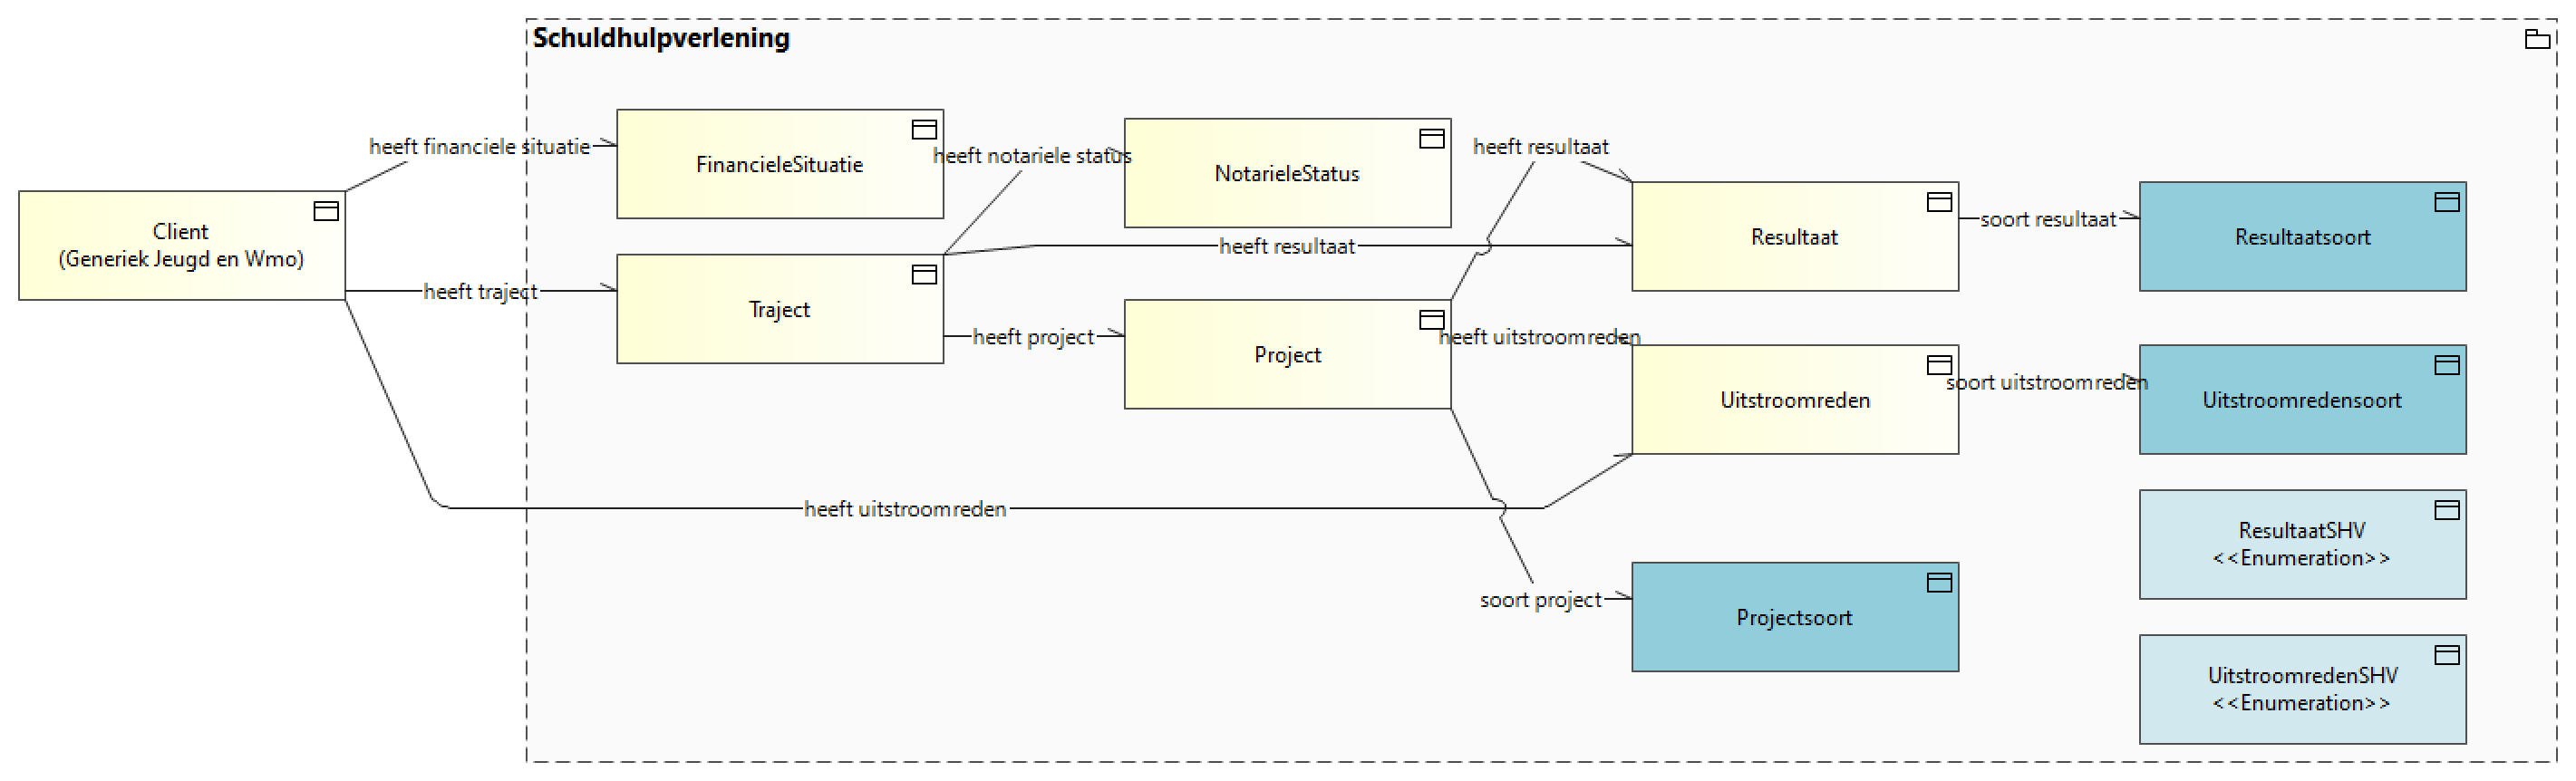 Schuldhulpverlening
heeft financiele situatie
FinancieleSituatie
heeft notariele status
NotarieleStatus
heeft resultaat
Client
(Generiek Jeugd en Wmo)
Resultaat
soort resultaat
Resultaatsoort
heeft resultaat
heeft traject
Traject
heeft project
Project
heeft uitstroomreden
Uitstroomreden
soort uitstroomreden
Uitstroomredensoort
heeft uitstroomreden
ResultaatSHV
<<Enumeration>>
soort project
Projectsoort
UitstroomredenSHV
<<Enumeration>>